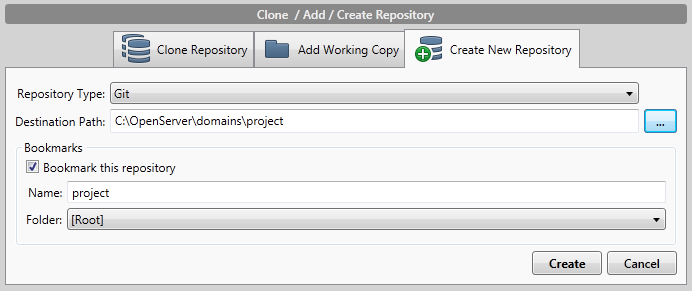 Clone / Add / Create Repository
Clone Repository Add Working Copy Create New Repository
Repository Type: Git
Destination Path: C:\OpenServer\domains\project ...
Bookmarks
Bookmark this repository
Name: project
Folder: [Root]
Create Cancel